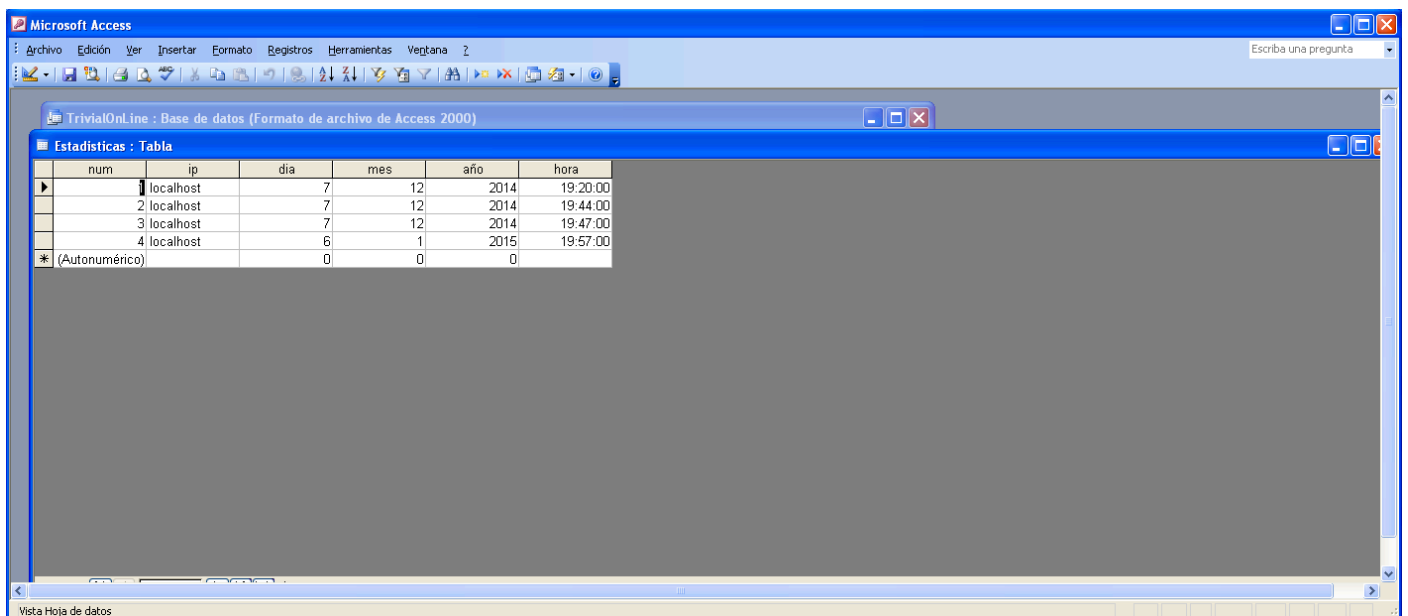 Microsoft Access
Archivo Edición Ver Insertar Formato Registros Herramientas Ventana ? Escriba una pregunta
TrivialOnLine : Base de datos (Formato de archivo de Access 2000)
Estadisticas : Tabla
num ip dia mes año hora
1 localhost 7 12 2014 19:20:00
2 localhost 7 12 2014 19:44:00
3 localhost 7 12 2014 19:47:00
4 localhost 6 1 2015 19:57:00
(Autonumérico) 0 0 0
Vista Hoja de datos